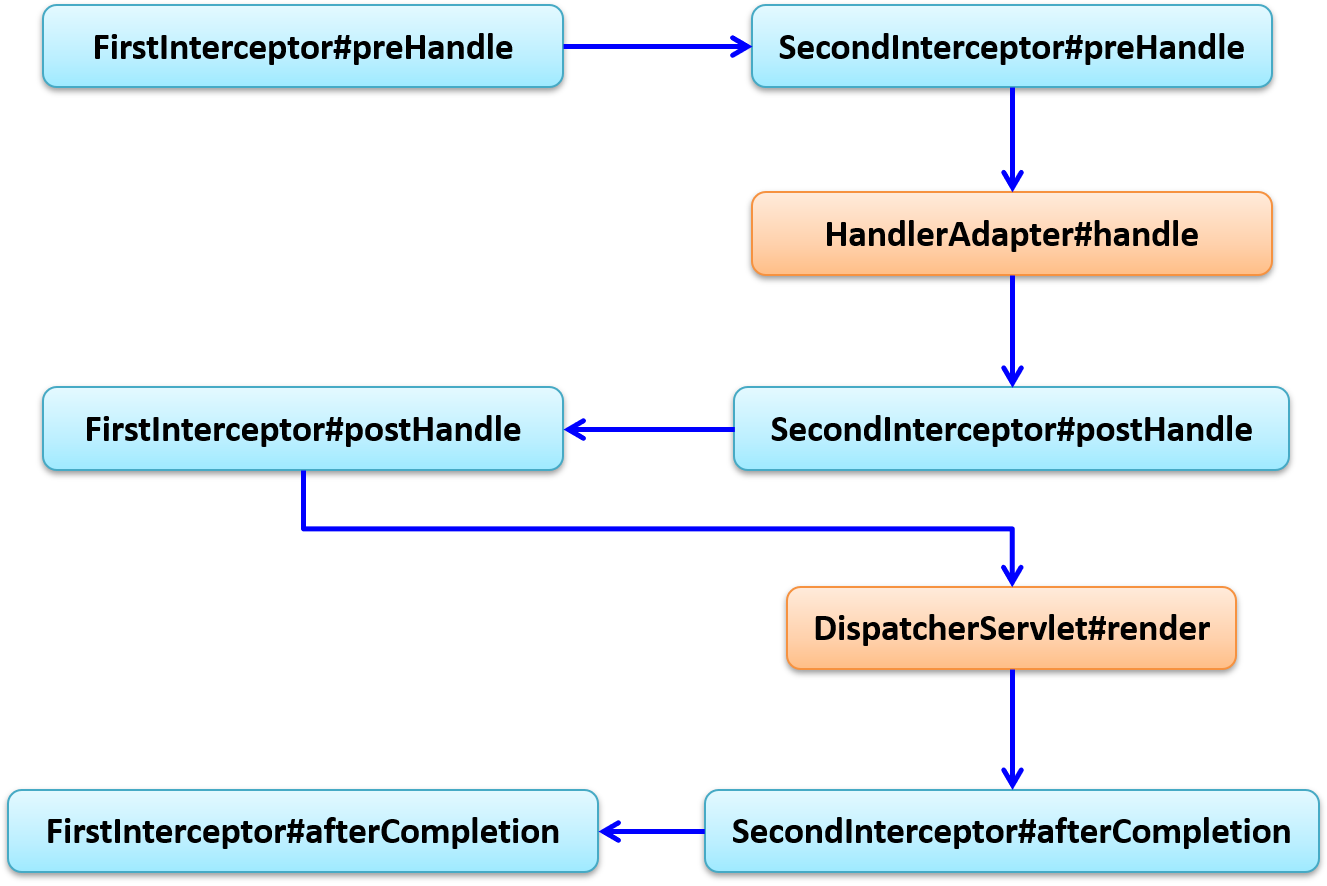 FirstInterceptor#preHandle
SecondInterceptor#preHandle
HandlerAdapter#handle
FirstInterceptor#postHandle
SecondInterceptor#postHandle
DispatcherServlet#render
FirstInterceptor#afterCompletion
SecondInterceptor#afterCompletion